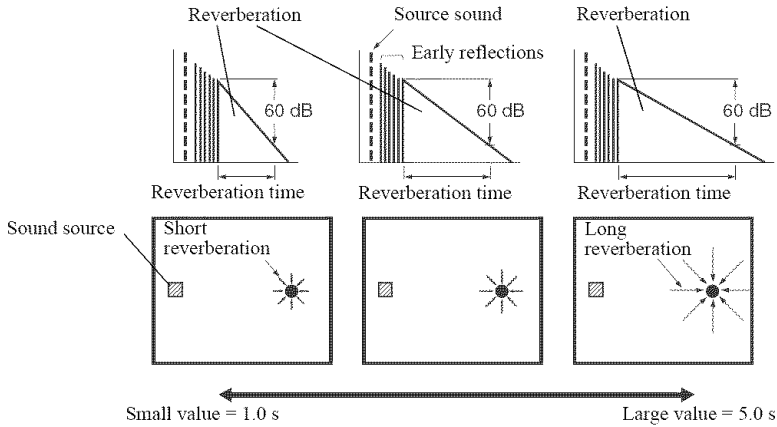 Reverberation
Source sound
Reverberation
Early reflections
60 dB
60 dB
60 dB
Reverberation time
Reverberation time
Reverberation time
Sound source
Short
reverberation
Long
reverberation
Small value = 1.0 s
Large value = 5.0 s